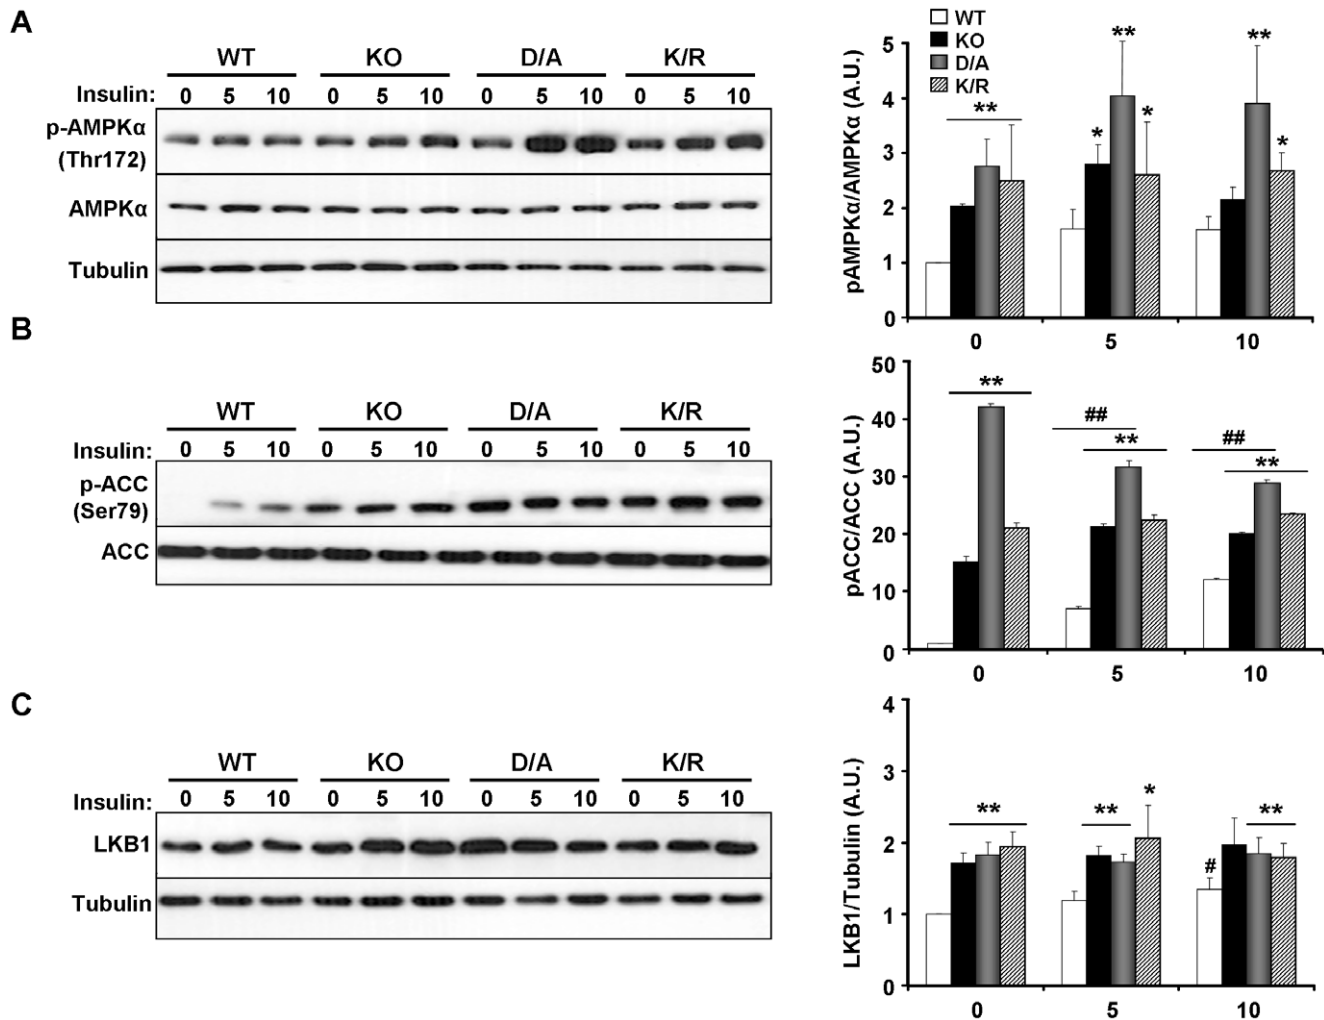 A
WT KO D/A K/R
Insulin: 0 5 10 0 5 10 0 5 10 0 5 10
p-AMPKα
(Thr172)
AMPKα
Tubulin
WT
KO
D/A
K/R
pAMPKα/AMPKα (A.U.)
5
4
3
2
1
0
**
*
**
*
**
*
0 5 10
B
WT KO D/A K/R
Insulin: 0 5 10 0 5 10 0 5 10 0 5 10
p-ACC
(Ser79)
ACC
pACC/ACC (A.U.)
50
40
30
20
10
0
**
##
**
##
**
0 5 10
C
WT KO D/A K/R
Insulin: 0 5 10 0 5 10 0 5 10 0 5 10
LKB1
Tubulin
LKB1/Tubulin (A.U.)
4
3
2
1
0
**
**
*
#
**
0 5 10